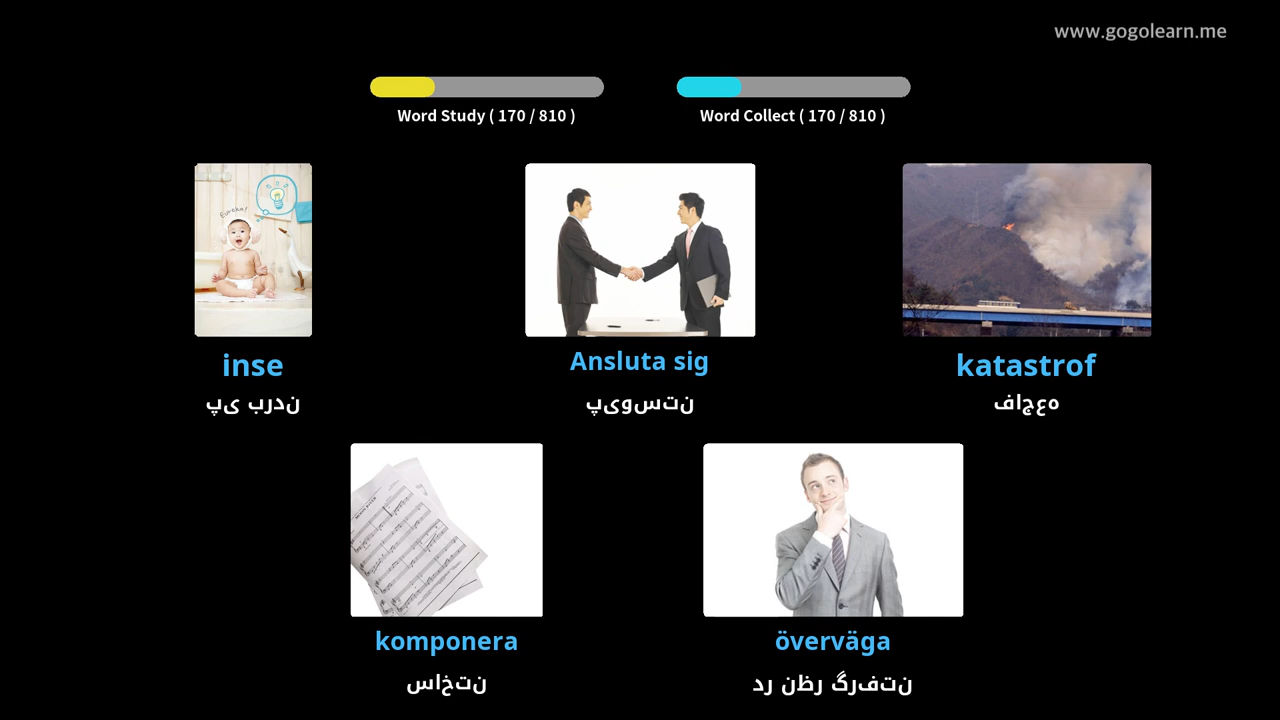 www.gogolearn.me
Word Study ( 170 / 810 )
Word Collect ( 170 / 810 )
Eureka!
inse
پی بردن
Ansluta sig
پیوستن
katastrof
فاجعه
komponera
ساختن
överväga
در نظر گرفتن